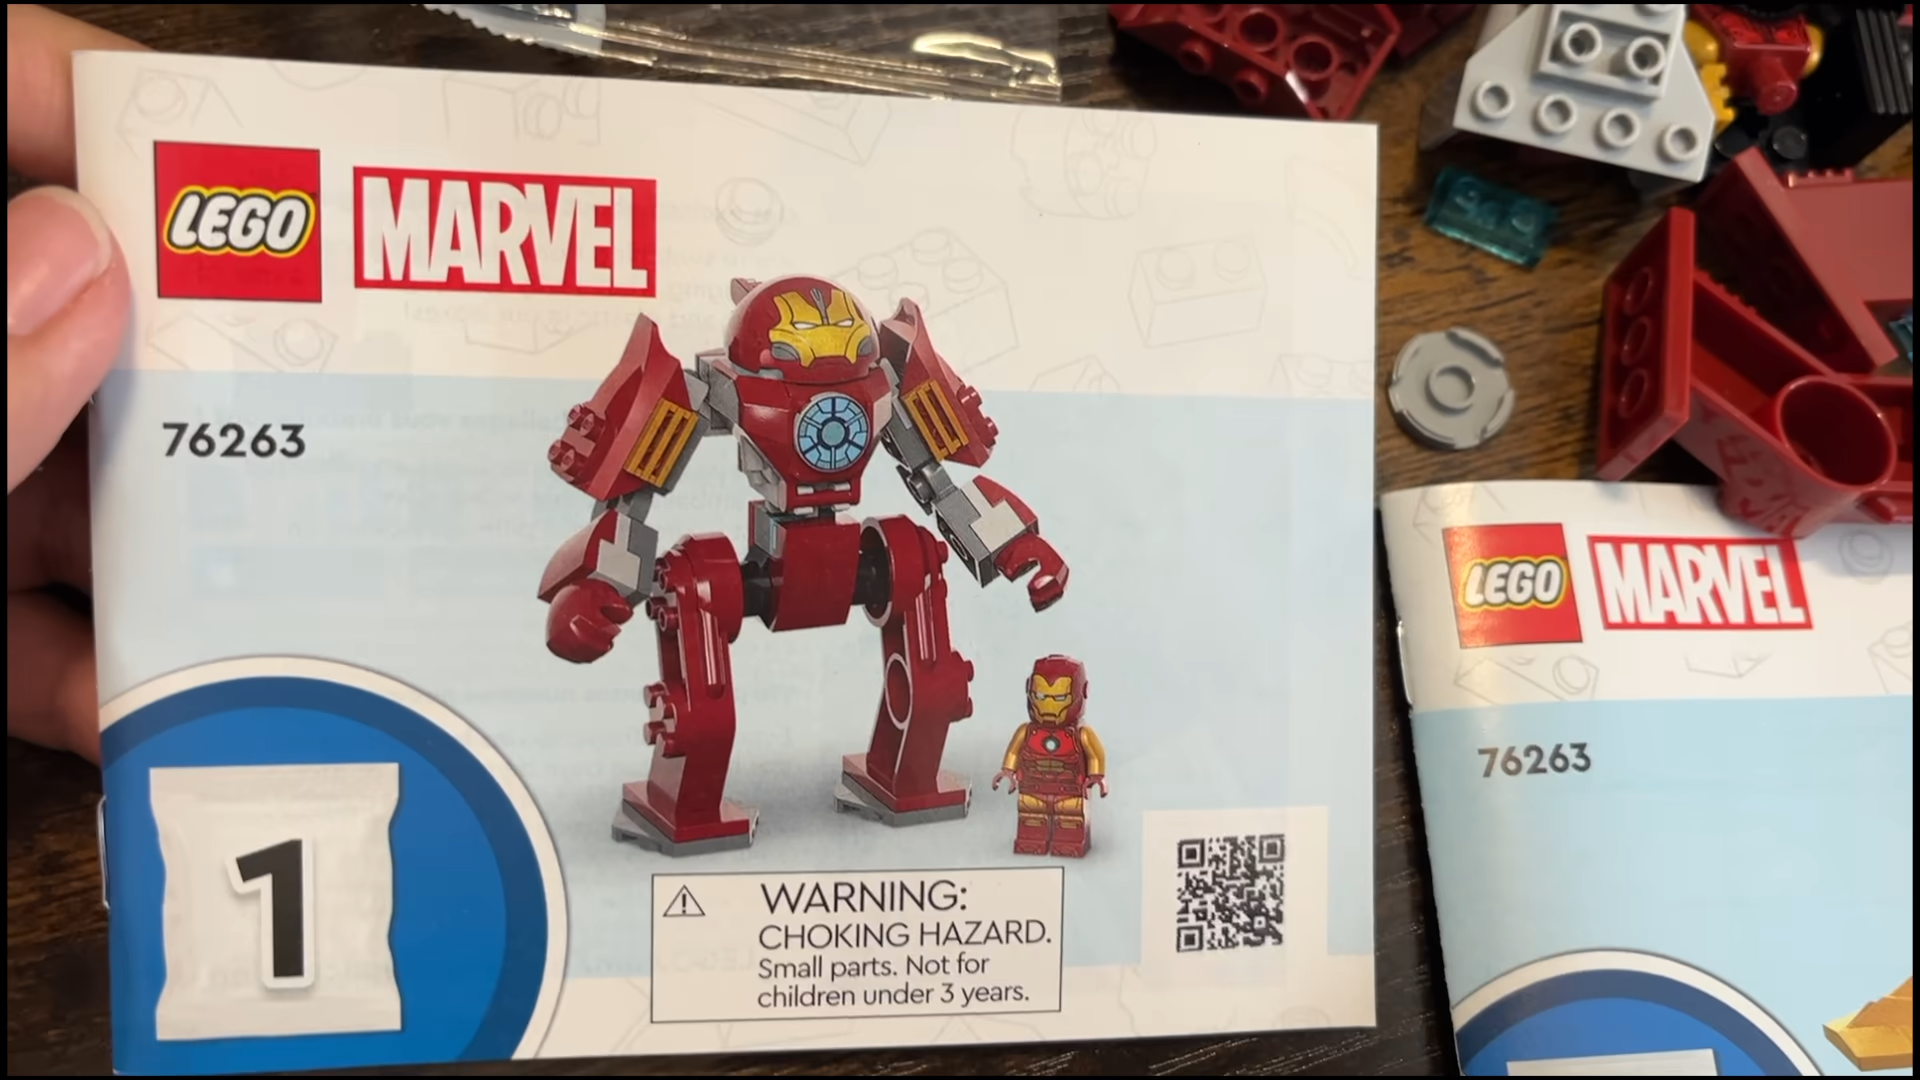 LEGO MARVEL
76263
1
WARNING:
CHOKING HAZARD.
Small parts. Not for
children under 3 years.
LEGO MARVEL
76263